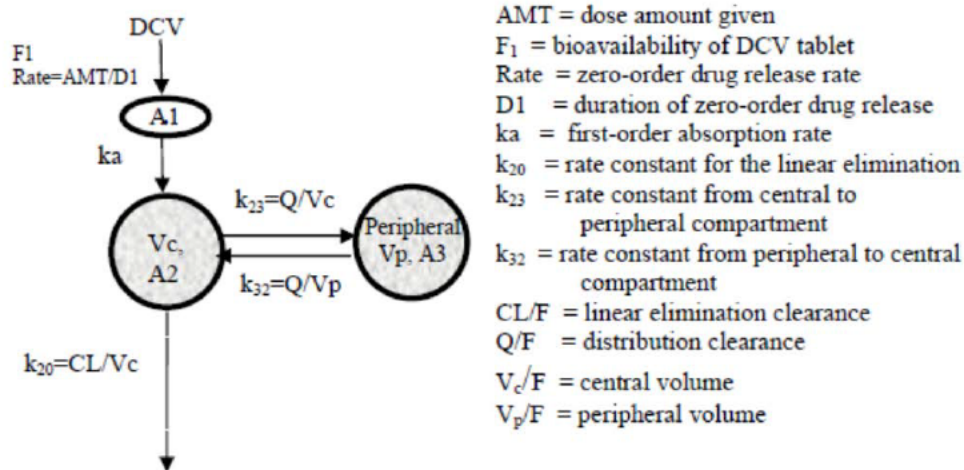 DCV
F1
Rate=AMT/D1
A1
ka
k23=Q/Vc
Vc,
A2
Peripheral
Vp, A3
k32=Q/Vp
k20=CL/Vc
AMT = dose amount given
F1 = bioavailability of DCV tablet
Rate = zero-order drug release rate
D1 = duration of zero-order drug release
ka = first-order absorption rate
k20 = rate constant for the linear elimination
k23 = rate constant from central to
peripheral compartment
k32 = rate constant from peripheral to central
compartment
CL/F = linear elimination clearance
Q/F = distribution clearance
Vc/F = central volume
Vp/F = peripheral volume